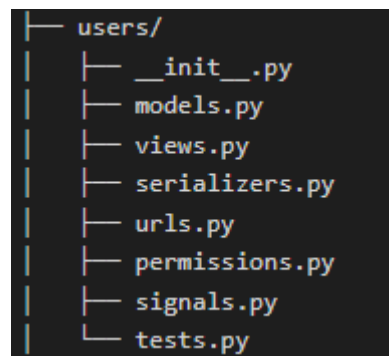 ├── users/
│   ├── __init__.py
│   ├── models.py
│   ├── views.py
│   ├── serializers.py
│   ├── urls.py
│   ├── permissions.py
│   ├── signals.py
│   └── tests.py